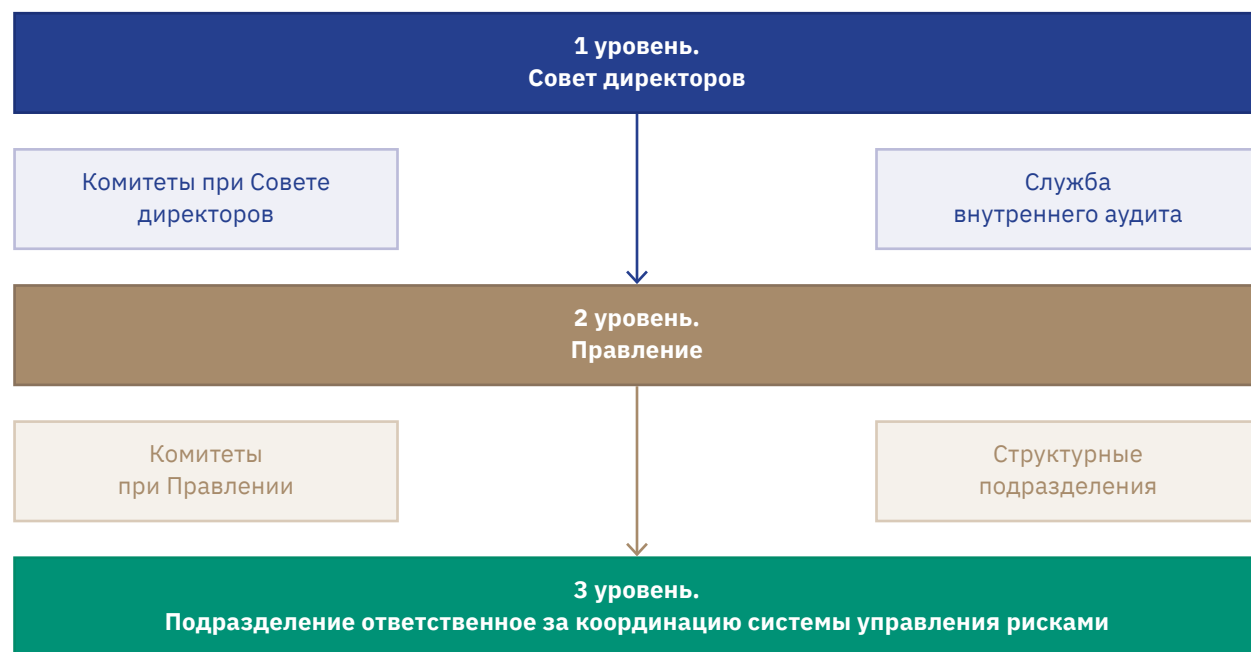 1 уровень.
Совет директоров
Комитеты при Совете
директоров
Служба
внутреннего аудита
2 уровень.
Правление
Комитеты
при Правлении
Структурные
подразделения
3 уровень.
Подразделение ответственное за координацию системы управления рисками